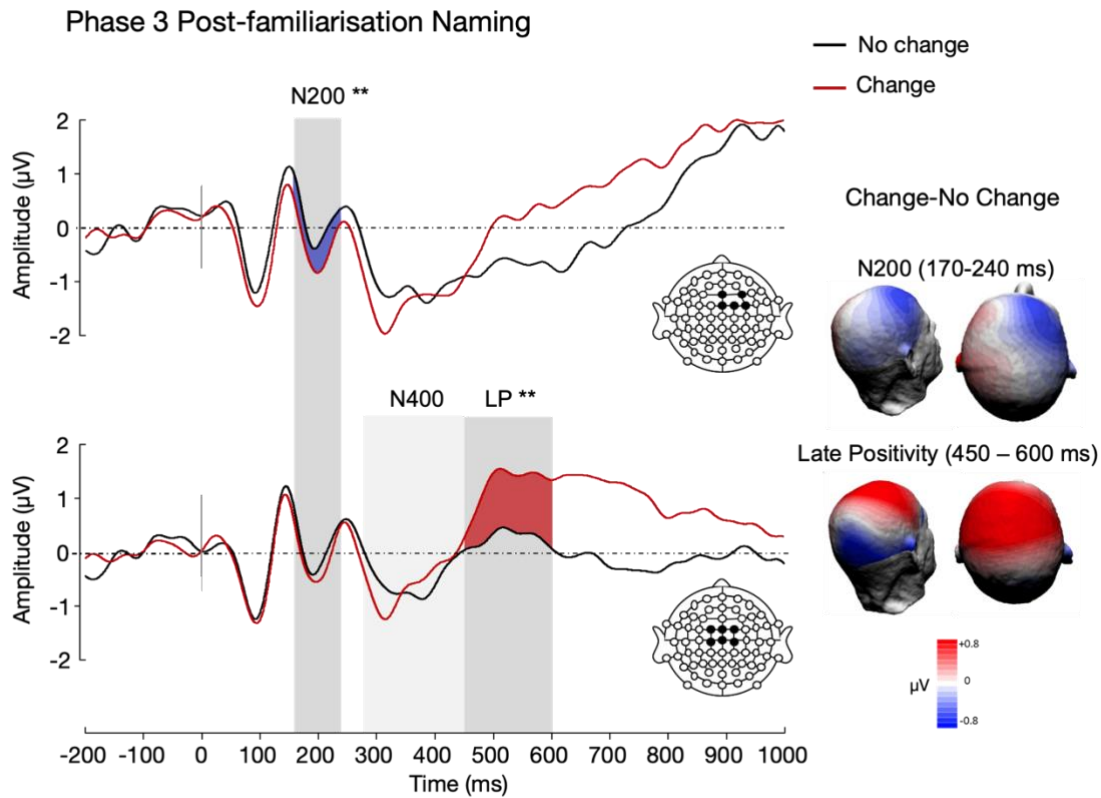 Phase 3 Post-familiarisation Naming
No change
Change
N200 **
Amplitude (µV)
2
1
0
-1
-2
Change-No Change
N200 (170-240 ms)
N400
LP **
Amplitude (µV)
2
1
0
-1
-2
Late Positivity (450 – 600 ms)
µV
+0.8
0
-0.8
-200 -100 0 100 200 300 400 500 600 700 800 900 1000
Time (ms)